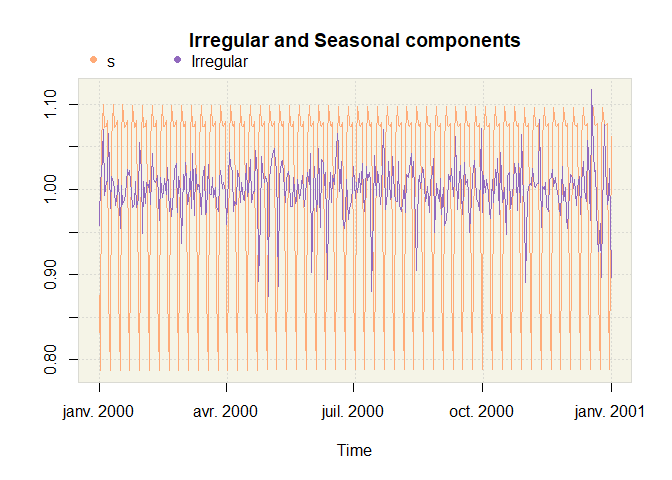 Irregular and Seasonal components
s Irregular
1.10
1.00
0.90
0.80
janv. 2000 avr. 2000 juil. 2000 oct. 2000 janv. 2001
Time